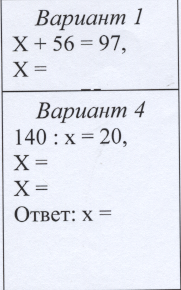 Вариант 1
X + 56 = 97,
X =
Вариант 4
140 : x = 20,
X =
X =
Ответ: x =